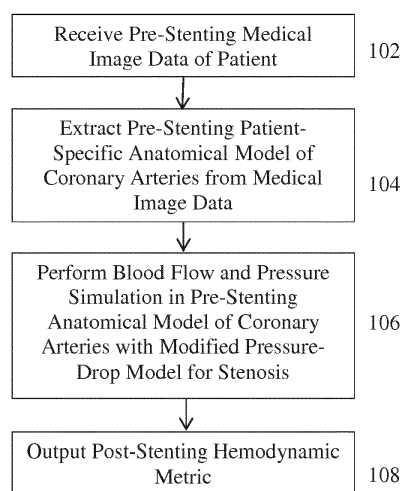 Receive Pre-Stenting Medical
Image Data of Patient
102
Extract Pre-Stenting Patient-
Specific Anatomical Model of
Coronary Arteries from Medical
Image Data
104
Perform Blood Flow and Pressure
Simulation in Pre-Stenting
Anatomical Model of Coronary
Arteries with Modified Pressure-
Drop Model for Stenosis
106
Output Post-Stenting Hemodynamic
Metric
108